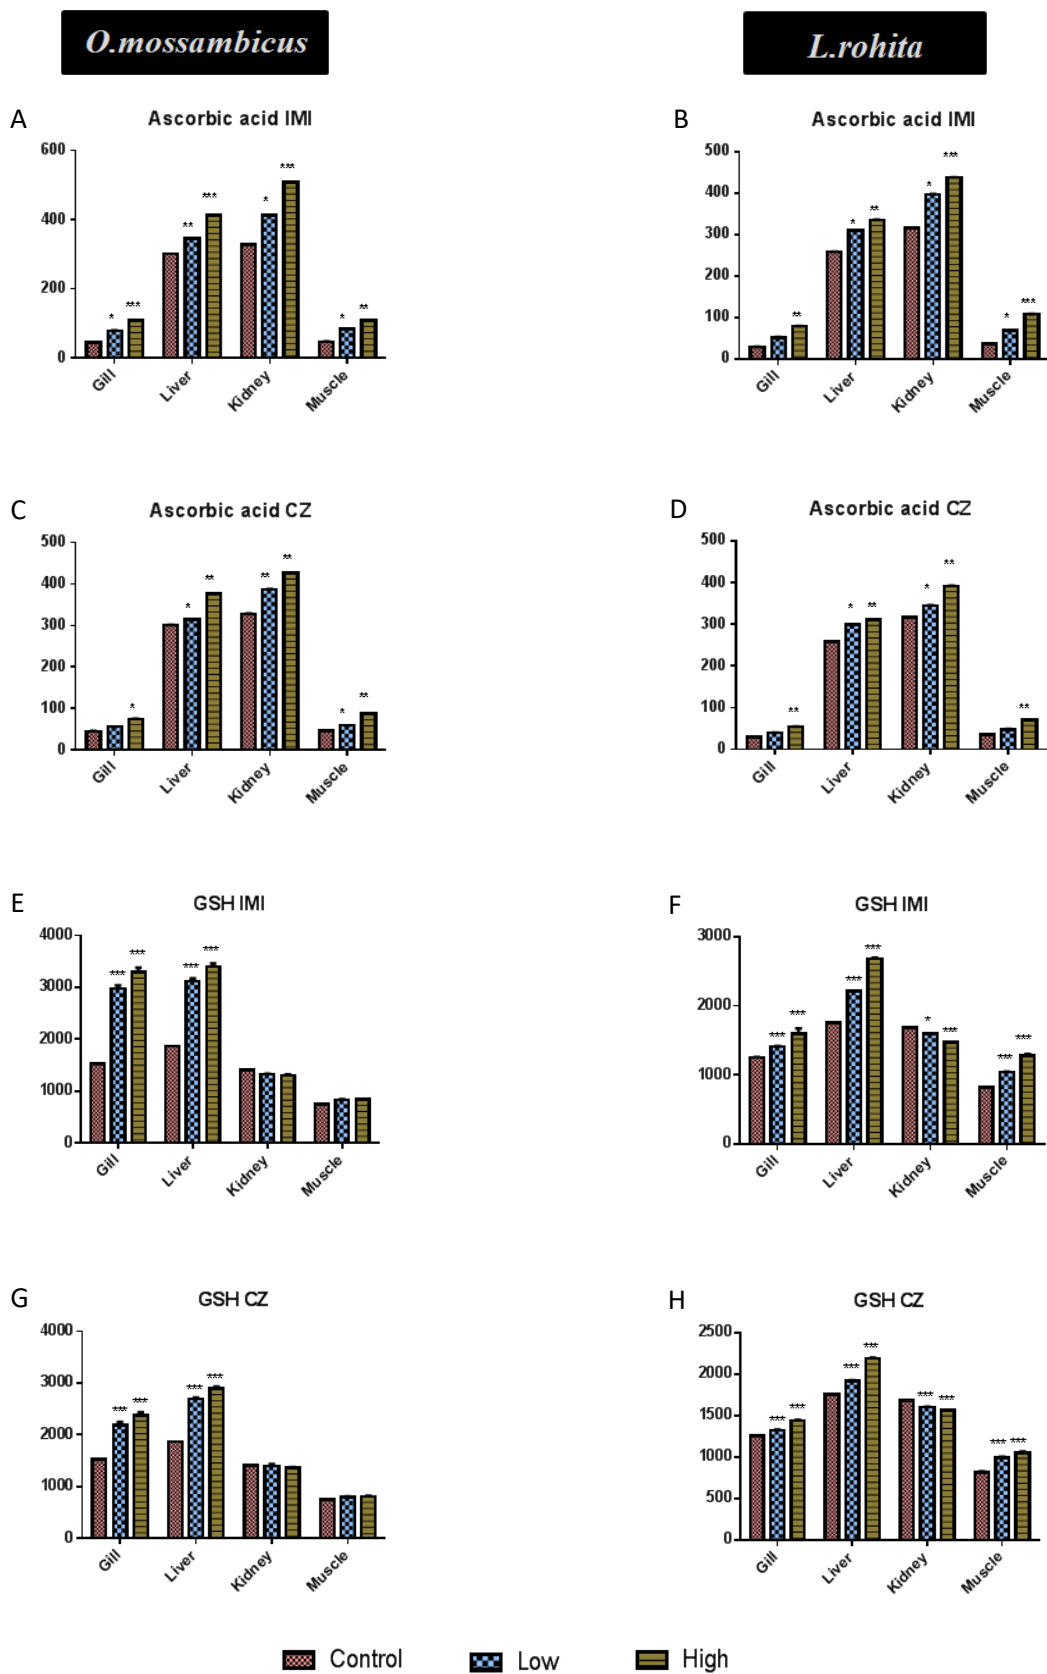 O.mossambicus
L.rohita
A
Ascorbic acid IMI
600
400
200
0
* *** ** *** * *** * **
Gill Liver Kidney Muscle
B
Ascorbic acid IMI
500
400
300
200
100
0
** * ** * *** * ***
Gill Liver Kidney Muscle
C
Ascorbic acid CZ
500
400
300
200
100
0
* * ** ** ** * **
Gill Liver Kidney Muscle
D
Ascorbic acid CZ
500
400
300
200
100
0
** * ** * ** **
Gill Liver Kidney Muscle
E
GSH IMI
4000
3000
2000
1000
0
*** *** *** ***
Gill Liver Kidney Muscle
F
GSH IMI
3000
2000
1000
0
*** *** *** *** * *** *** ***
Gill Liver Kidney Muscle
G
GSH CZ
4000
3000
2000
1000
0
*** *** *** ***
Gill Liver Kidney Muscle
H
GSH CZ
2500
2000
1500
1000
500
0
*** *** *** *** *** *** *** ***
Gill Liver Kidney Muscle
Control Low High